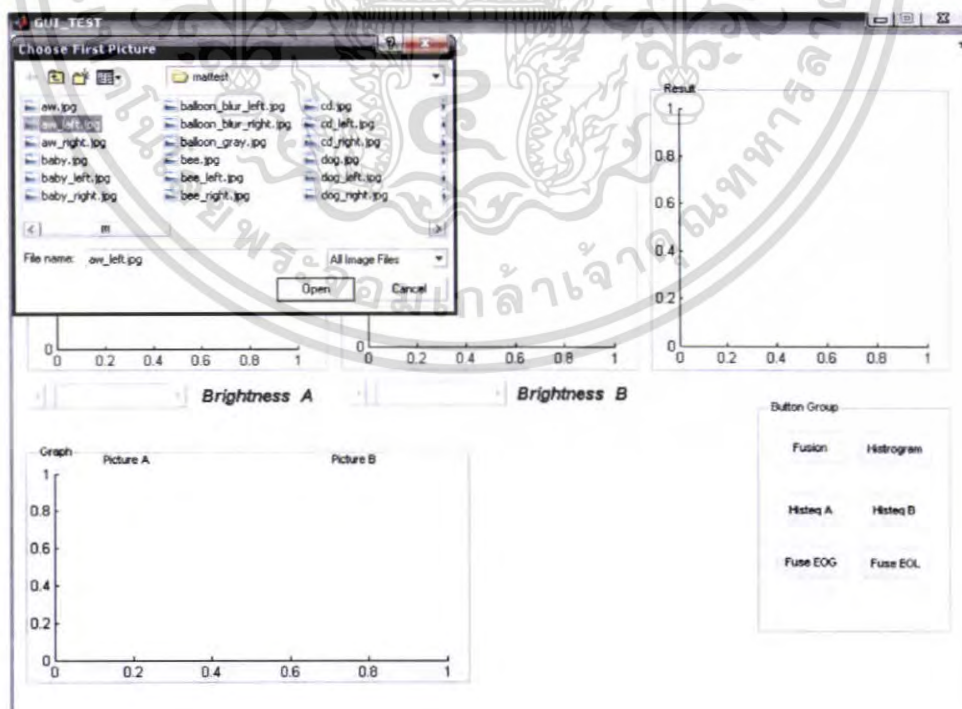 GUI_TEST
Choose First Picture
mattest
aw.jpg
aw_left.jpg
aw_right.jpg
baby.jpg
baby_left.jpg
baby_right.jpg
balloon_blur_left.jpg
balloon_blur_right.jpg
balloon_gray.jpg
bee.jpg
bee_left.jpg
bee_right.jpg
cd.jpg
cd_left.jpg
cd_right.jpg
dog.jpg
dog_left.jpg
dog_right.jpg
File name: aw_left.jpg All Image Files
Open Cancel
Result
1
0.8
0.6
0.4
0.2
0
0 0.2 0.4 0.6 0.8 1
0
0 0.2 0.4 0.6 0.8 1
0 0.2 0.4 0.6 0.8 1
Brightness A
Brightness B
Graph
Picture A Picture B
1
0.8
0.6
0.4
0.2
0
0 0.2 0.4 0.6 0.8 1
Button Group
Fusion Histrogram
Histeq A Histeq B
Fuse EOG Fuse EOL